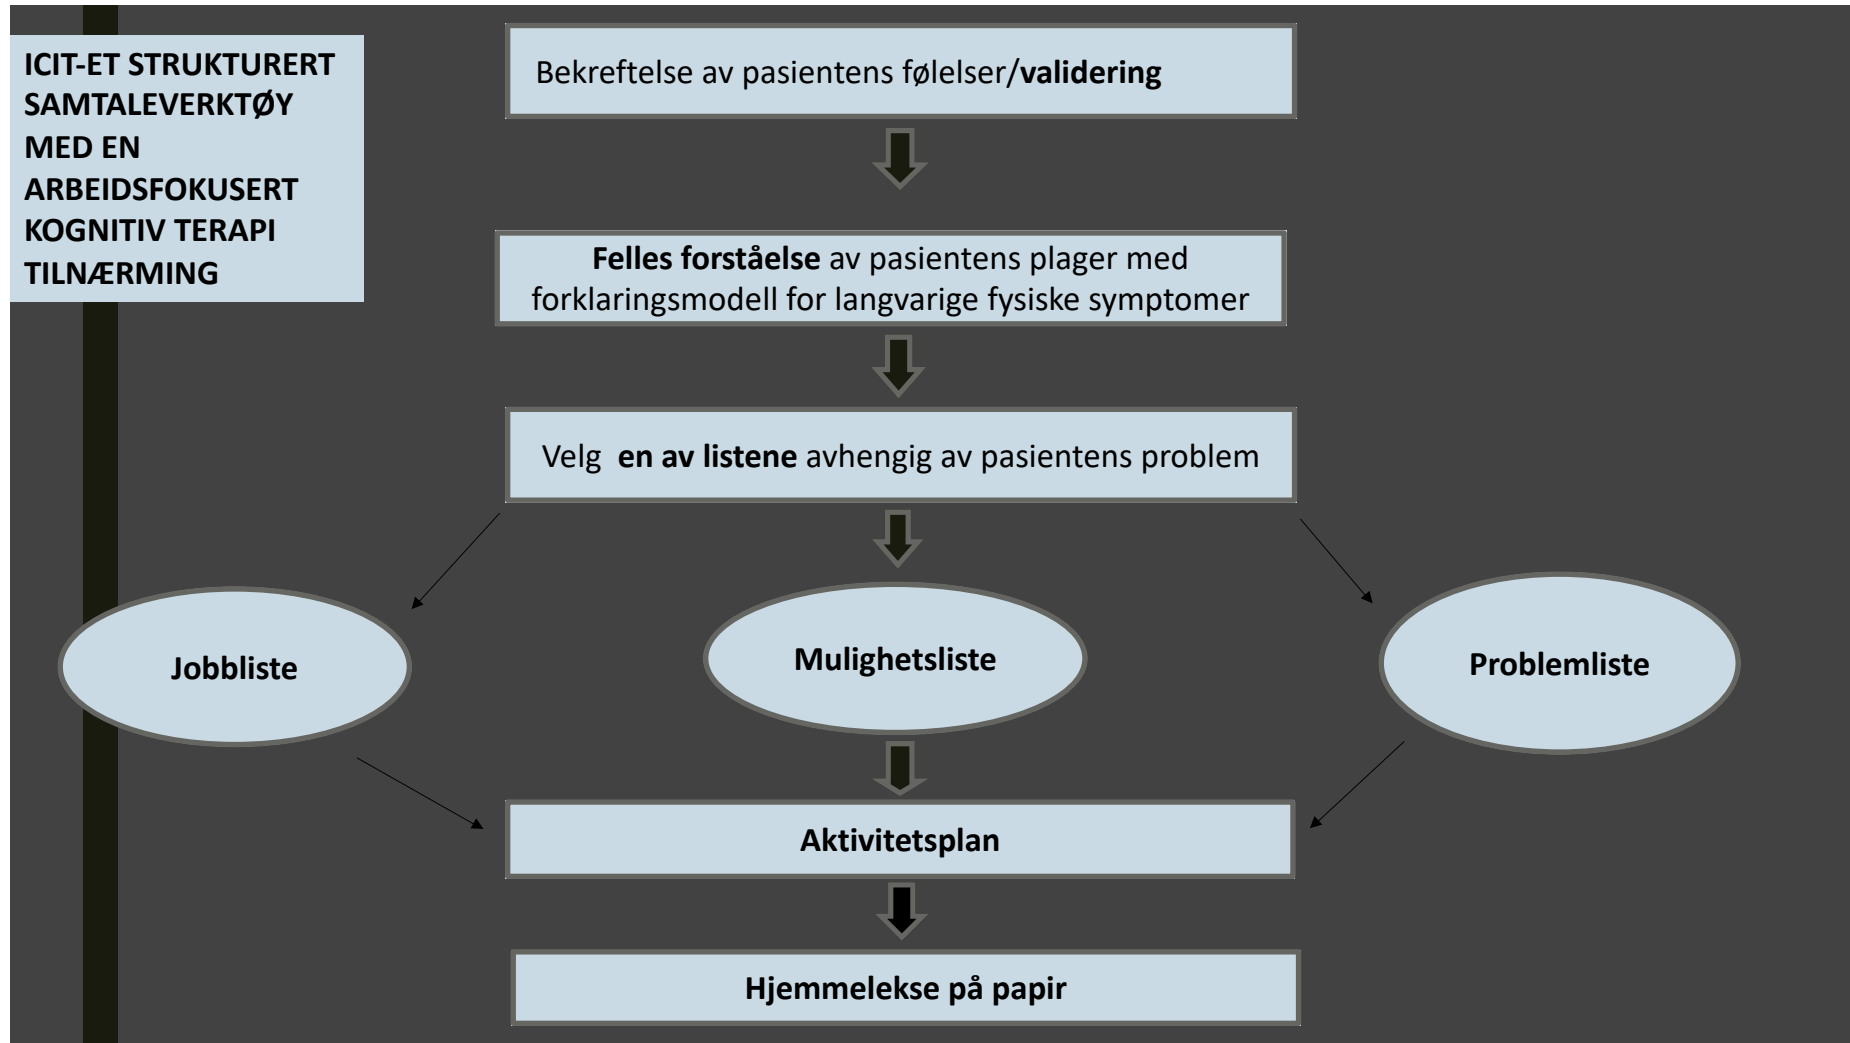 ICIT-ET STRUKTURERT
SAMTALEVERKTØY
MED EN
ARBEIDSFOKUSERT
KOGNITIV TERAPI
TILNÆRMING
Bekreftelse av pasientens følelser/validering
Felles forståelse av pasientens plager med
forklaringsmodell for langvarige fysiske symptomer
Velg en av listene avhengig av pasientens problem
Jobbliste
Mulighetsliste
Problemliste
Aktivitetsplan
Hjemmelekse på papir